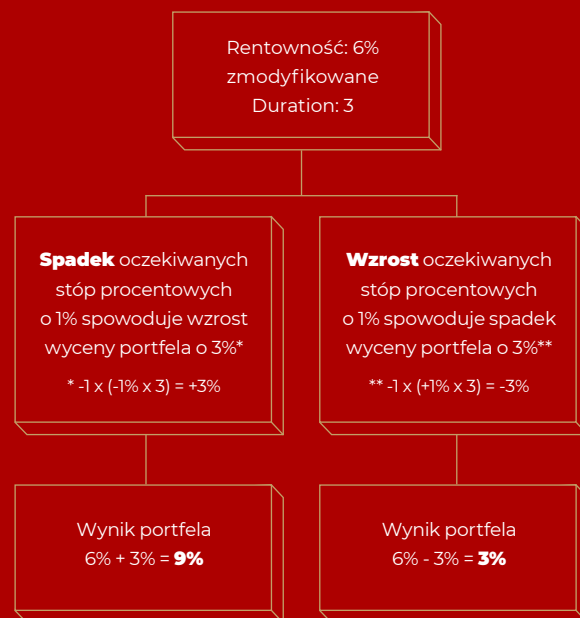 Rentowność: 6%
zmodyfikowane
Duration: 3
Spadek oczekiwanych
stóp procentowych
o 1% spowoduje wzrost
wyceny portfela o 3%*
* -1 x (-1% x 3) = +3%
Wzrost oczekiwanych
stóp procentowych
o 1% spowoduje spadek
wyceny portfela o 3%**
** -1 x (+1% x 3) = -3%
Wynik portfela
6% + 3% = 9%
Wynik portfela
6% - 3% = 3%